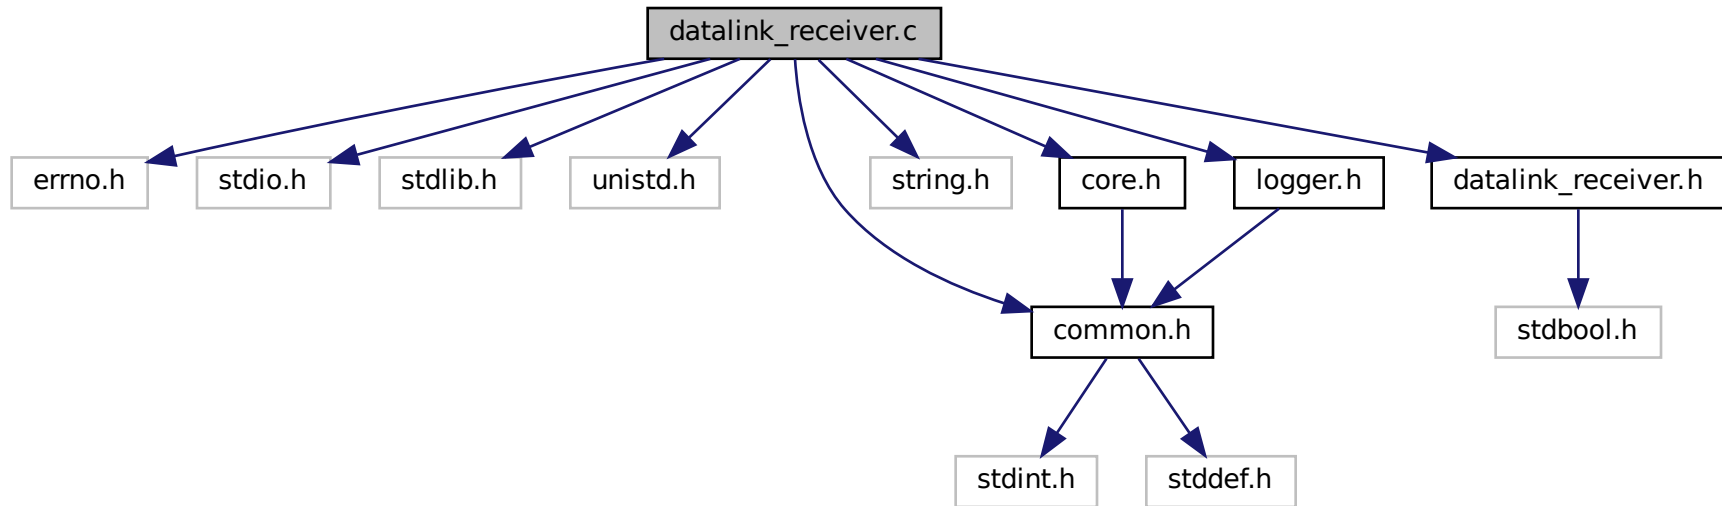 datalink_receiver.c
errno.h
stdio.h
stdlib.h
unistd.h
string.h
core.h
logger.h
datalink_receiver.h
common.h
stdbool.h
stdint.h
stddef.h